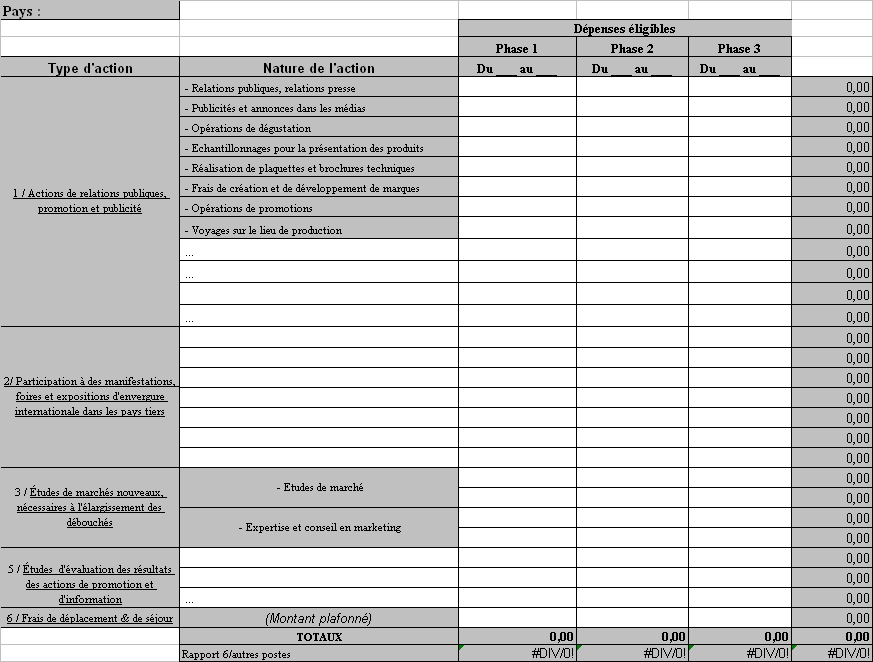 Pays :
Dépenses éligibles
Phase 1 Phase 2 Phase 3
Type d'action Nature de l'action Du ___ au ___ Du ___ au ___ Du ___ au ___
- Relations publiques, relations presse 0,00
- Publicités et annonces dans les médias 0,00
- Opérations de dégustation 0,00
- Echantillonnages pour la présentation des produits 0,00
- Réalisation de plaquettes et brochures techniques 0,00
1 / Actions de relations publiques, - Frais de création et de développement de marques 0,00
promotion et publicité - Opérations de promotions 0,00
- Voyages sur le lieu de production 0,00
... 0,00
... 0,00
0,00
... 0,00
0,00
0,00
2/ Participation à des manifestations, 0,00
foires et expositions d'envergure 0,00
internationale dans les pays tiers 0,00
0,00
0,00
- Etudes de marché 0,00
3 / Études de marchés nouveaux, 0,00
nécessaires à l'élargissement des - Expertise et conseil en marketing 0,00
débouchés 0,00
0,00
5 / Études d'évaluation des résultats 0,00
des actions de promotion et
d'information ... 0,00
6 / Frais de déplacement & de séjour (Montant plafonné) 0,00
TOTAUX 0,00 0,00 0,00 0,00
Rapport 6/autres postes #DIV/0! #DIV/0! #DIV/0! #DIV/0!